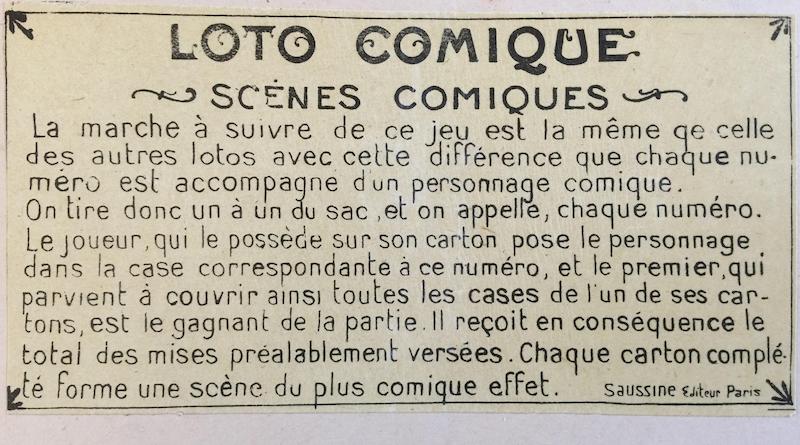 LOTO COMIQUE
SCÈNES COMIQUES
La marche à suivre de ce jeu est la même qe celle
des autres lotos avec cette différence que chaque nu-
méro est accompagné d'un personnage comique.
On tire donc un à un du sac, et on appelle, chaque numéro.
Le joueur, qui le possède sur son carton pose le personnage
dans la case correspondante à ce numéro, et le premier, qui
parvient à couvrir ainsi toutes les cases de l'un de ses car-
tons, est le gagnant de la partie. Il reçoit en conséquence le
total des mises préalablement versées. Chaque carton complé-
té forme une scène du plus comique effet. Saussine Editeur Paris